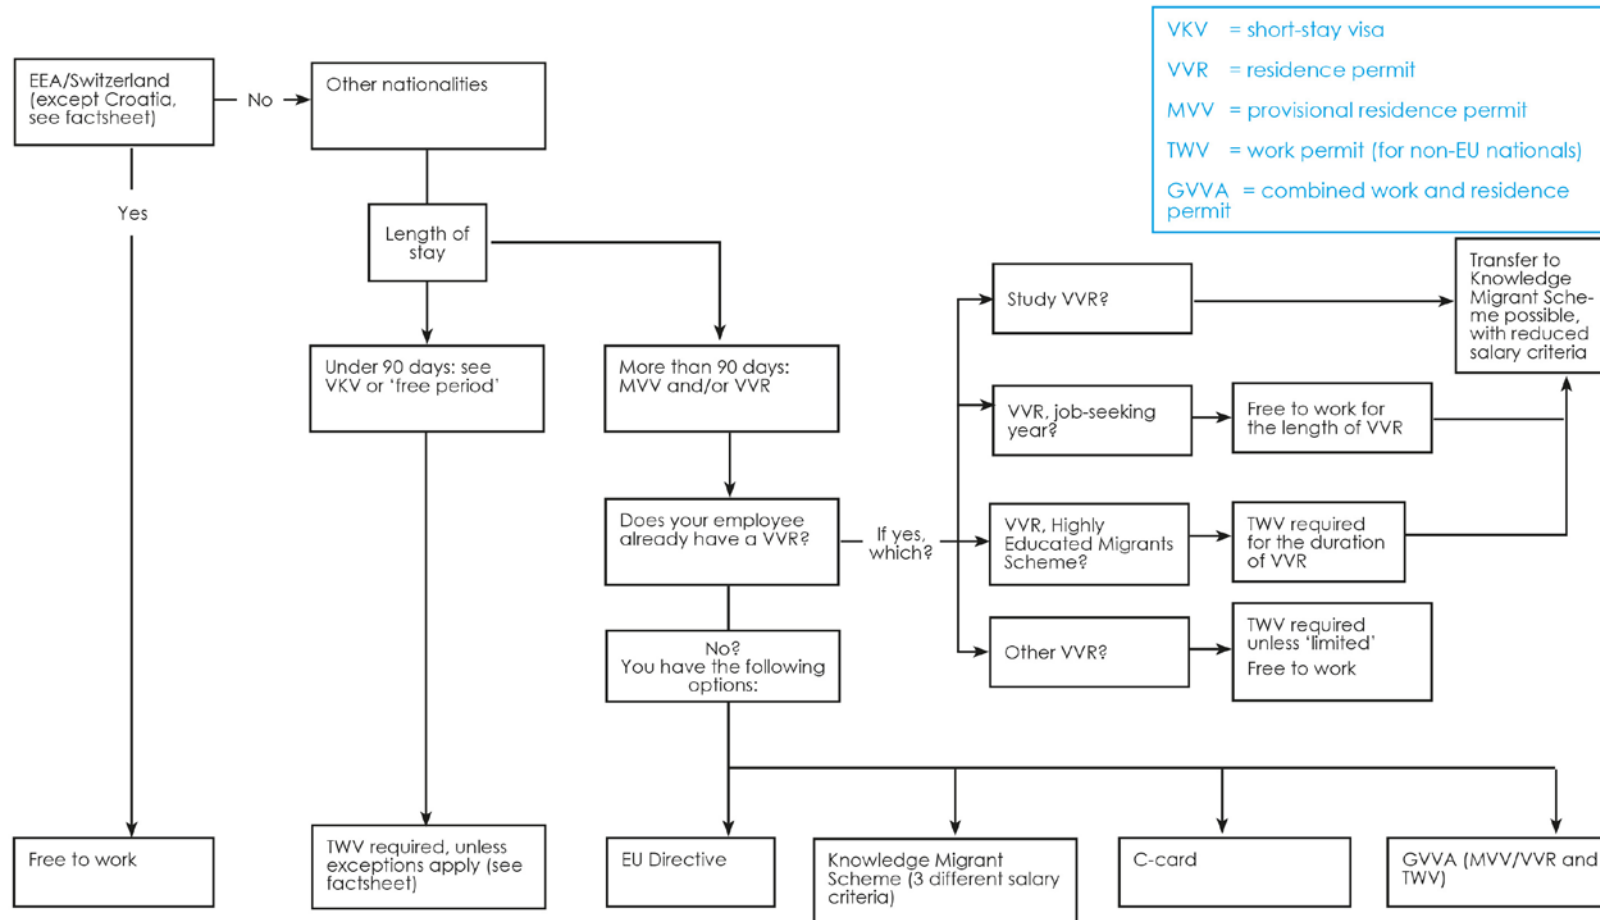 VKV = short-stay visa
VVR = residence permit
MVV = provisional residence permit
TWV = work permit (for non-EU nationals)
GVVA = combined work and residence
permit
EEA/Switzerland
(except Croatia,
see factsheet)
No
Other nationalities
Yes
Length of
stay
Under 90 days: see
VKV or ‘free period’
More than 90 days:
MVV and/or VVR
Study VVR?
Transfer to
Knowledge
Migrant Sche-
me possible,
with reduced
salary criteria
VVR, job-seeking
year?
Free to work for
the length of VVR
Does your employee
already have a VVR?
If yes,
which?
VVR, Highly
Educated Migrants
Scheme?
TWV required
for the duration
of VVR
Other VVR?
TWV required
unless ‘limited’
Free to work
No?
You have the following
options:
Free to work
TWV required, unless
exceptions apply (see
factsheet)
EU Directive
Knowledge Migrant
Scheme (3 different salary
criteria)
C-card
GVVA (MVV/VVR and
TWV)